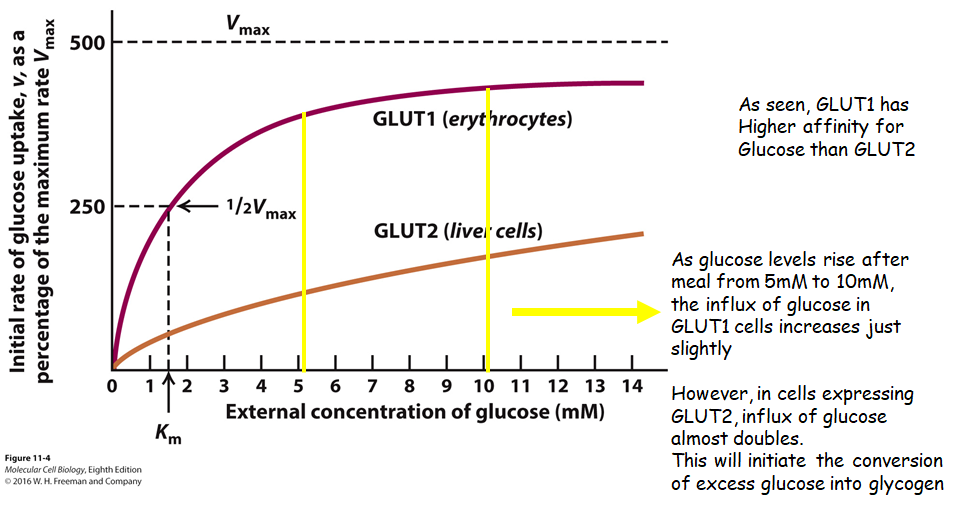 Initial rate of glucose uptake, v, as a
percentage of the maximum rate Vmax
500
250
Vmax
GLUT1 (erythrocytes)
1/2Vmax
GLUT2 (liver cells)
0 1 2 3 4 5 6 7 8 9 10 11 12 13 14
External concentration of glucose (mM)
Km
Figure 11-4
Molecular Cell Biology, Eighth Edition
© 2016 W. H. Freeman and Company
As seen, GLUT1 has
Higher affinity for
Glucose than GLUT2
As glucose levels rise after
meal from 5mM to 10mM,
the influx of glucose in
GLUT1 cells increases just
slightly
However, in cells expressing
GLUT2, influx of glucose
almost doubles.
This will initiate the conversion
of excess glucose into glycogen